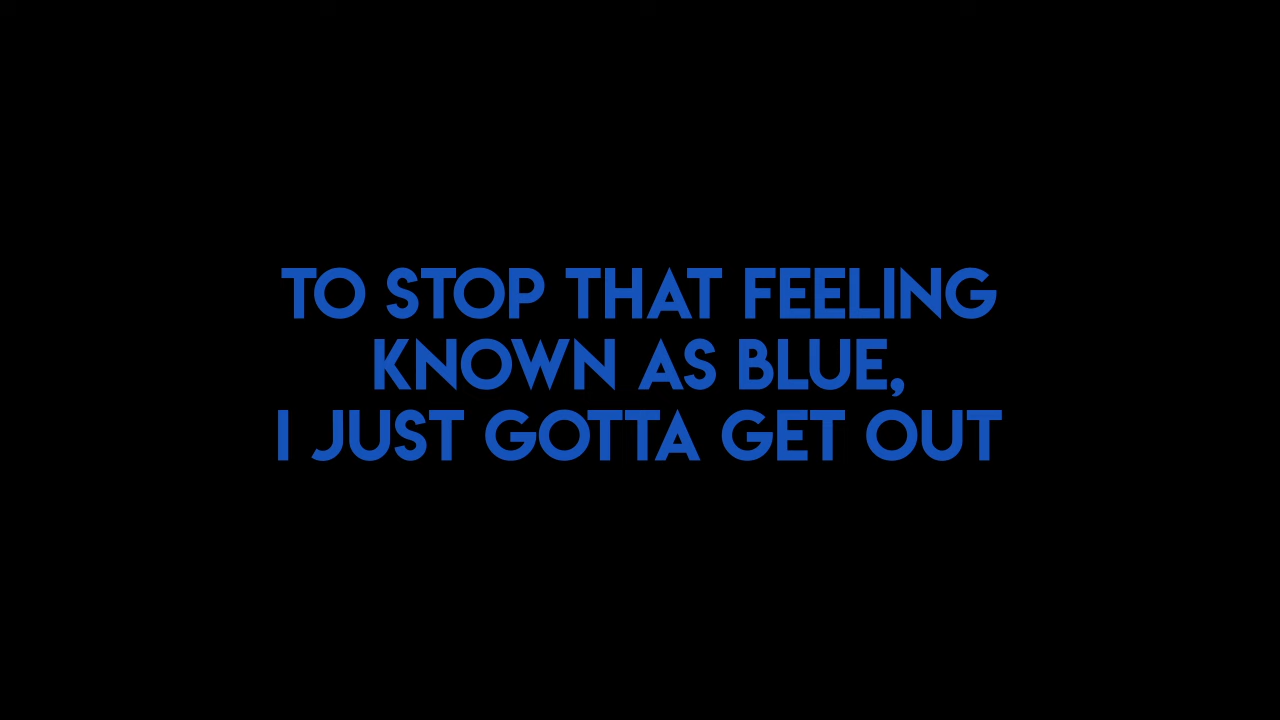 TO STOP THAT FEELING
KNOWN AS BLUE,
I JUST GOTTA GET OUT